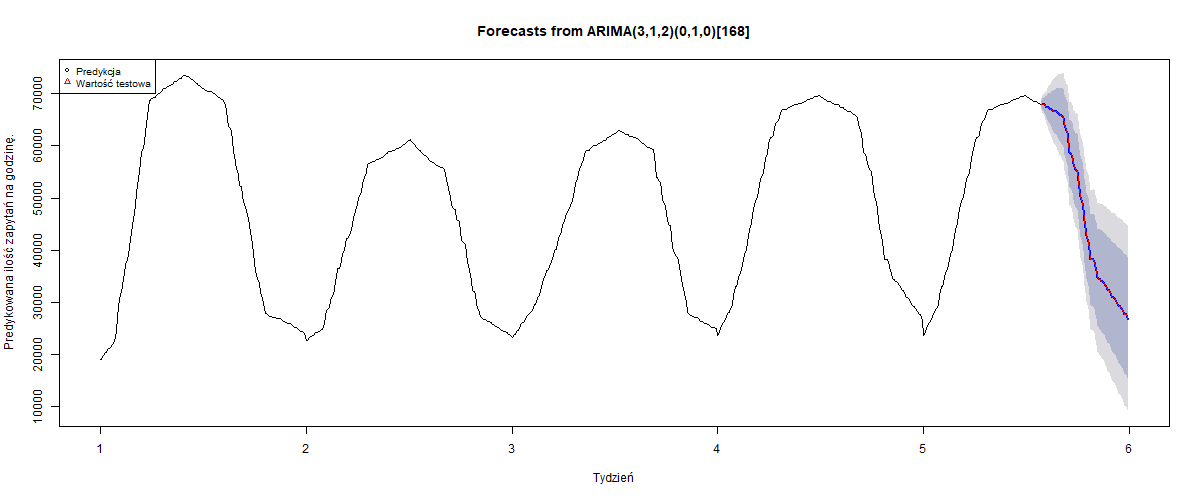 Forecasts from ARIMA(3,1,2)(0,1,0)[168]
Predykcja
Wartość testowa
Predykowana ilość zapytań na godzinę.
70000
60000
50000
40000
30000
20000
10000
1 2 3 4 5 6
Tydzień